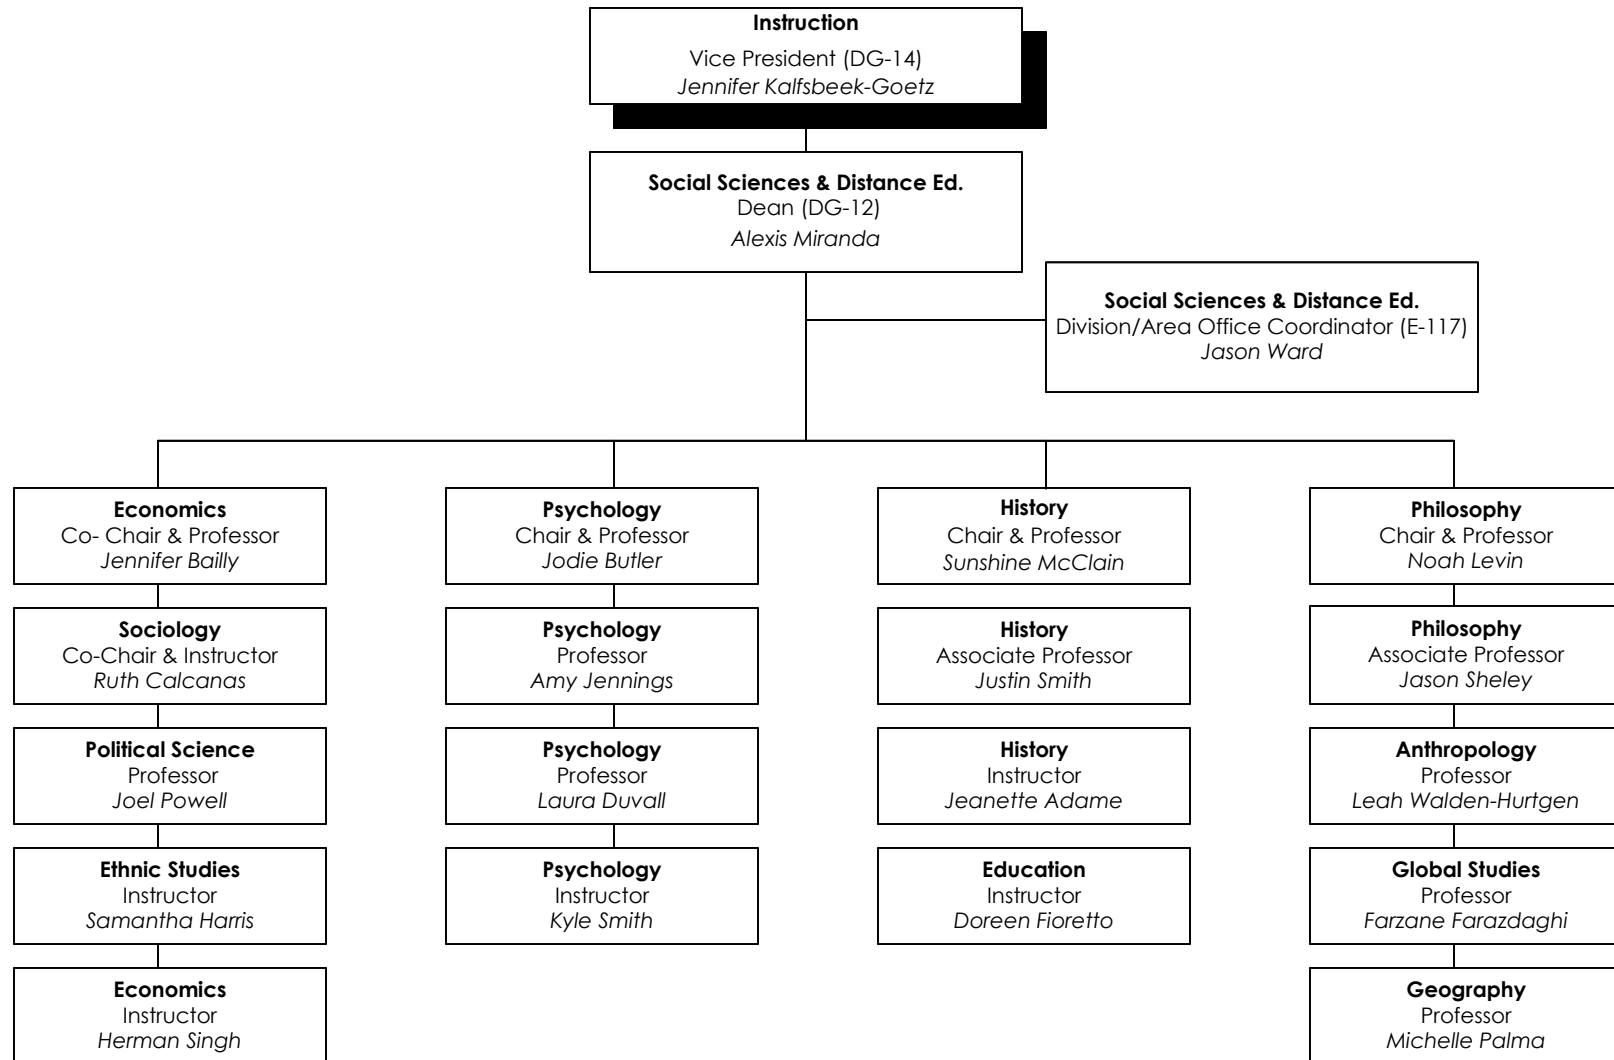 Instruction
Vice President (DG-14)
Jennifer Kalfsbeek-Goetz
Social Sciences & Distance Ed.
Dean (DG-12)
Alexis Miranda
Social Sciences & Distance Ed.
Division/Area Office Coordinator (E-117)
Jason Ward
Economics
Co- Chair & Professor
Jennifer Bailly
Sociology
Co-Chair & Instructor
Ruth Calcanas
Political Science
Professor
Joel Powell
Ethnic Studies
Instructor
Samantha Harris
Economics
Instructor
Herman Singh
Psychology
Chair & Professor
Jodie Butler
Psychology
Professor
Amy Jennings
Psychology
Professor
Laura Duvall
Psychology
Instructor
Kyle Smith
History
Chair & Professor
Sunshine McClain
History
Associate Professor
Justin Smith
History
Instructor
Jeanette Adame
Education
Instructor
Doreen Fioretto
Philosophy
Chair & Professor
Noah Levin
Philosophy
Associate Professor
Jason Sheley
Anthropology
Professor
Leah Walden-Hurtgen
Global Studies
Professor
Farzane Farazdaghi
Geography
Professor
Michelle Palma